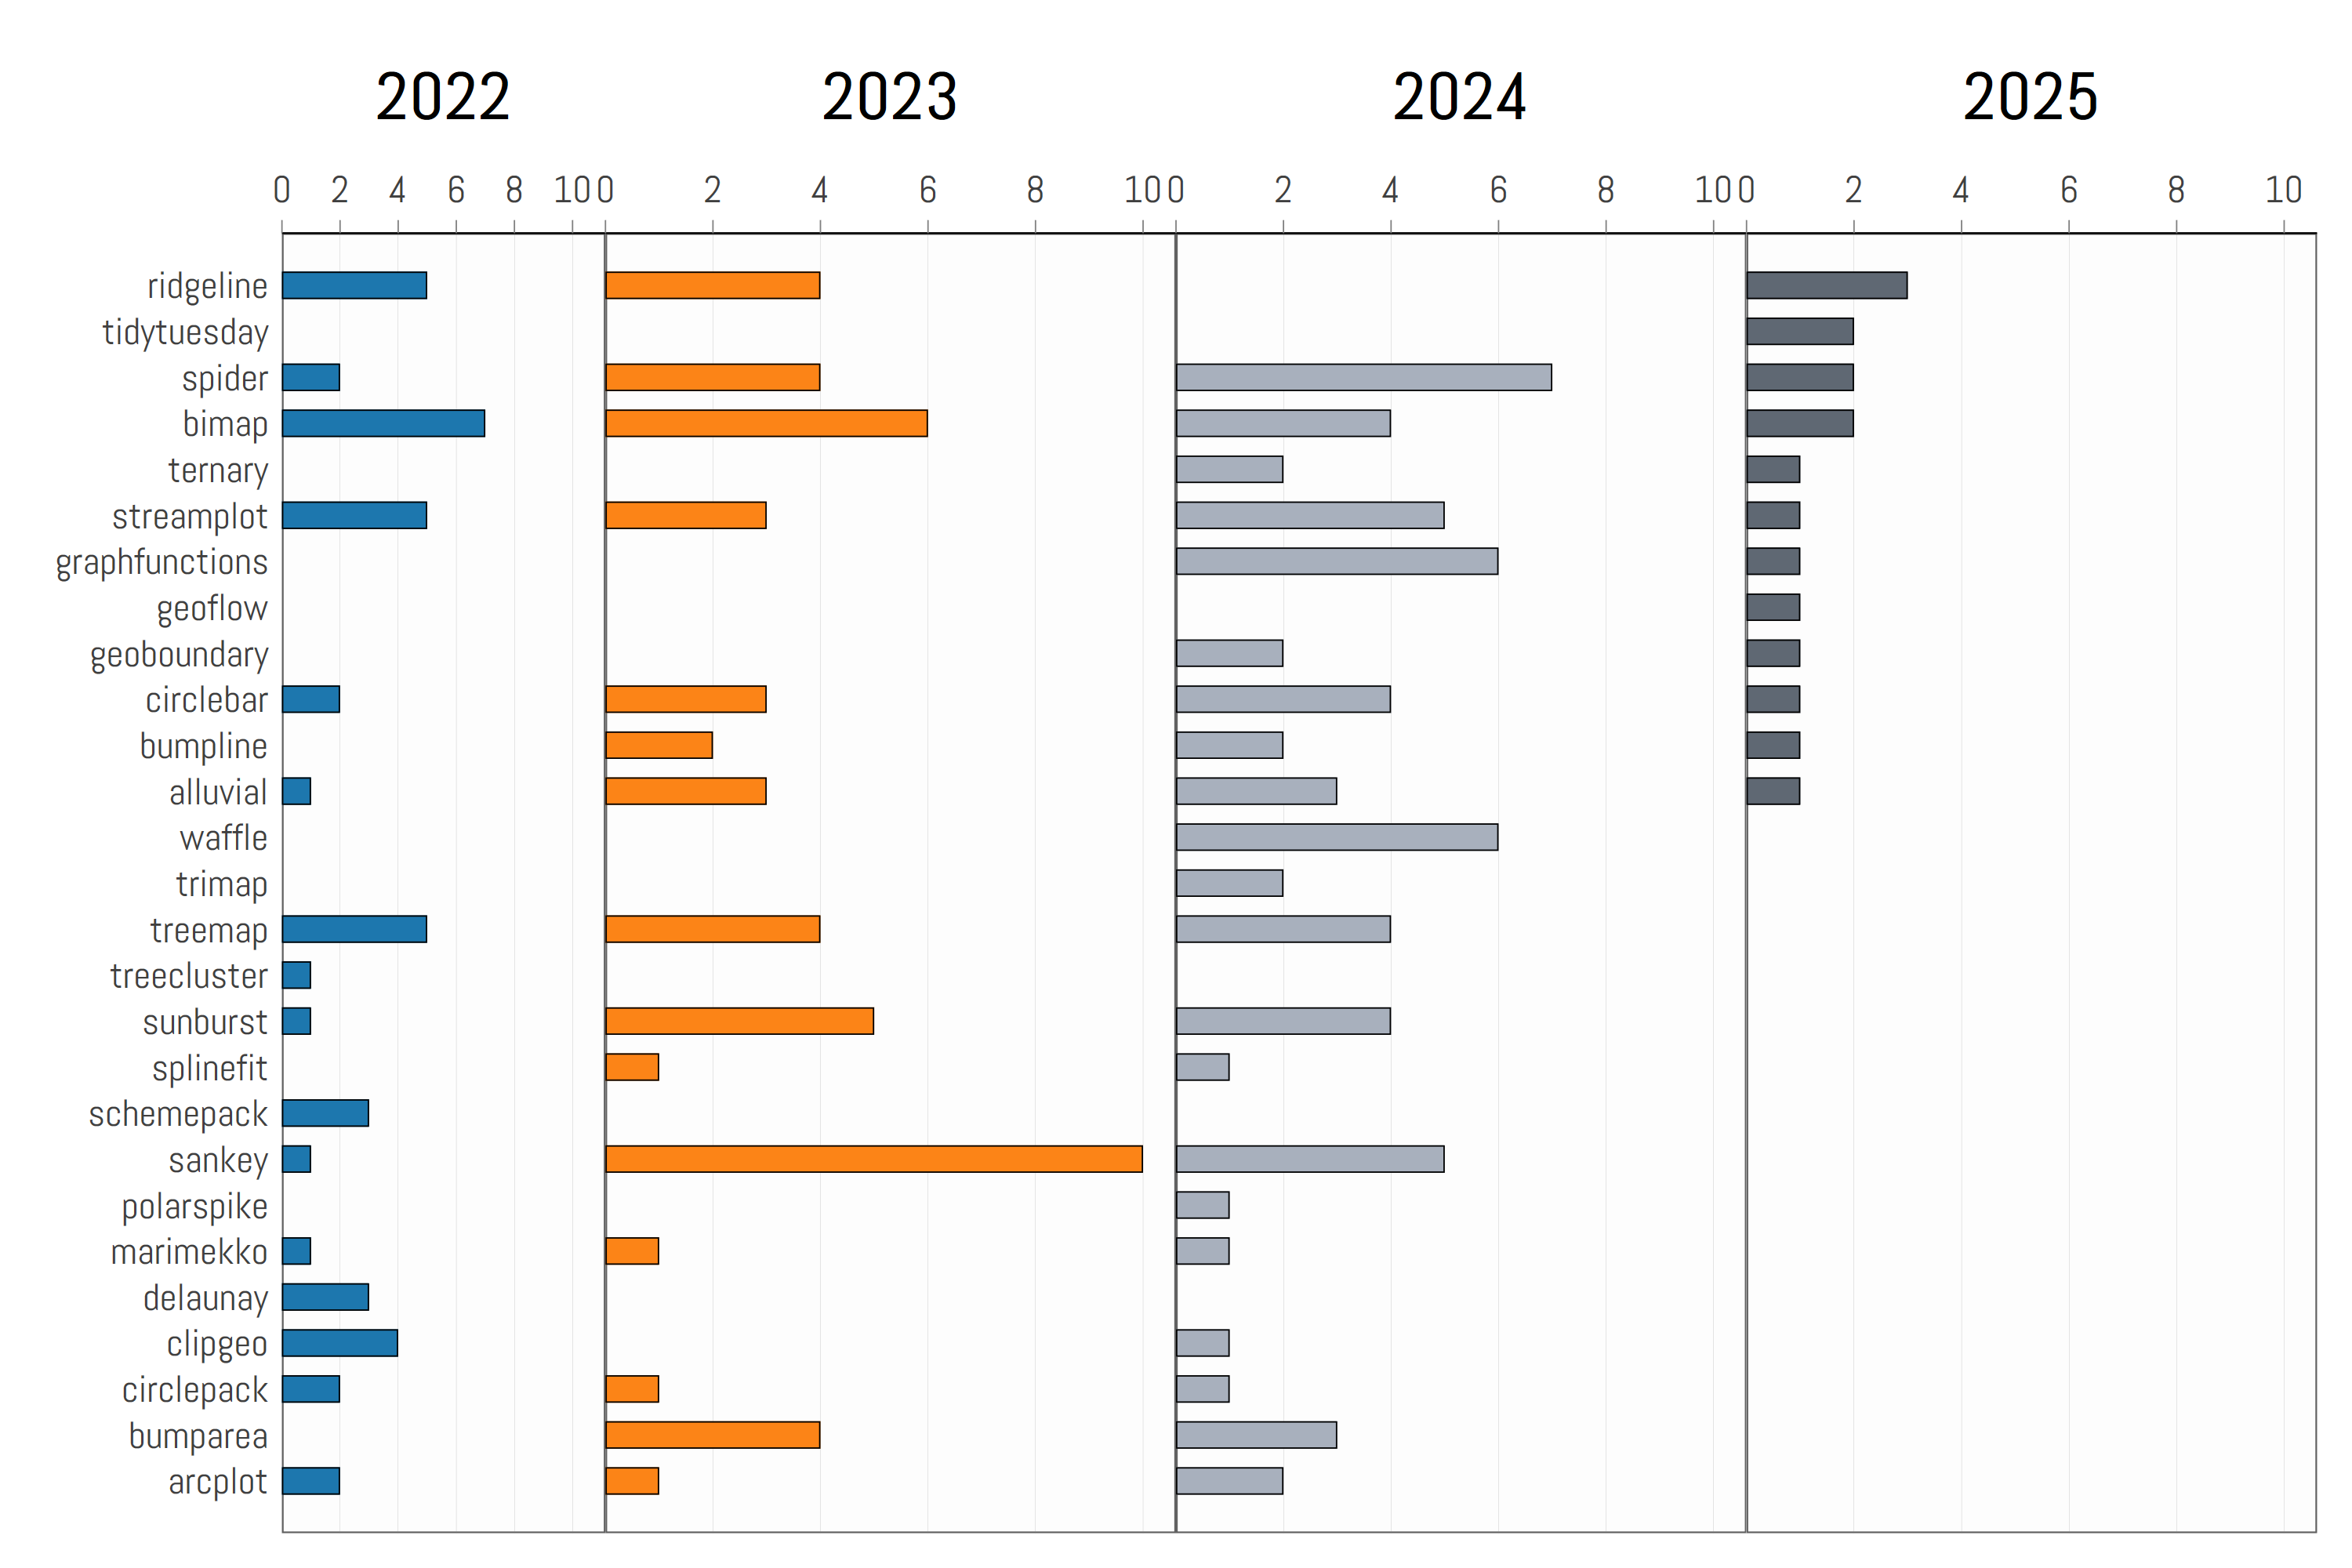 2022 2023 2024 2025
0 2 4 6 8 10 0 2 4 6 8 10 0 2 4 6 8 10 0 2 4 6 8 10
ridgeline
tidytuesday
spider
bimap
ternary
streamplot
graphfunctions
geoflow
geoboundary
circlebar
bumpline
alluvial
waffle
trimap
treemap
treecluster
sunburst
splinefit
schemepack
sankey
polarspike
marimekko
delaunay
clipgeo
circlepack
bumparea
arcplot